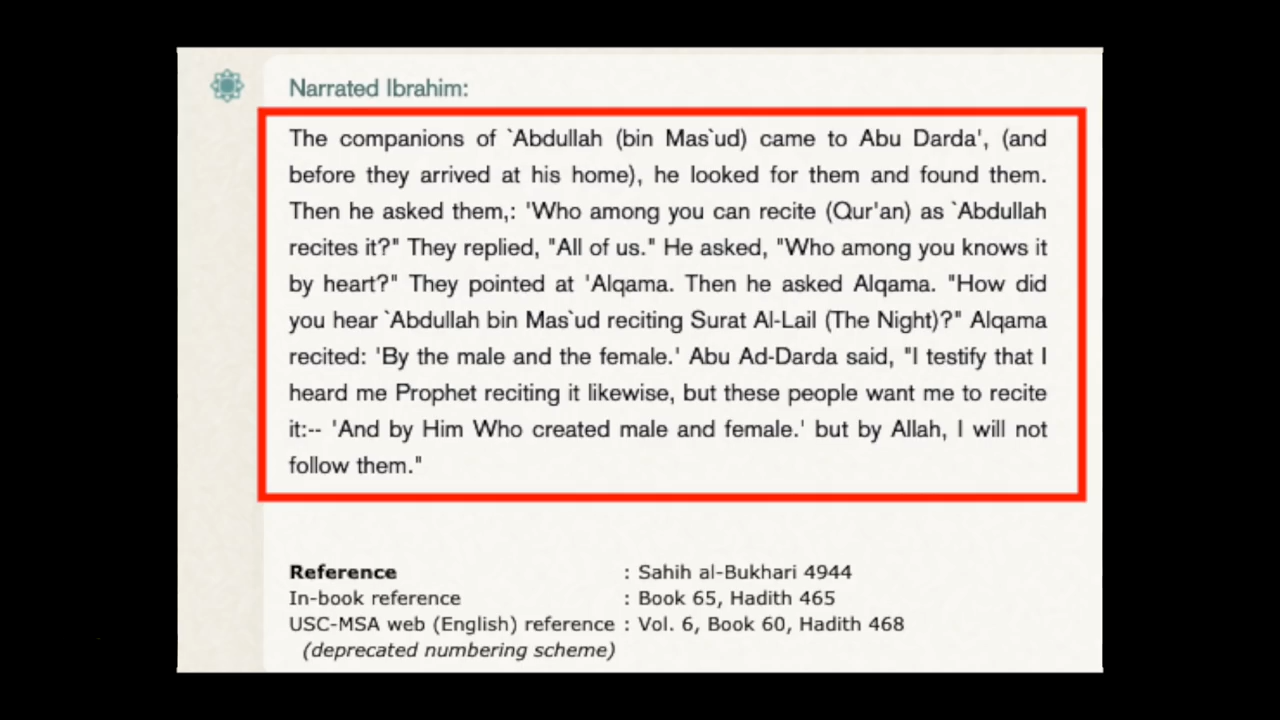 Narrated Ibrahim:
The companions of `Abdullah (bin Mas`ud) came to Abu Darda', (and
before they arrived at his home), he looked for them and found them.
Then he asked them,: 'Who among you can recite (Qur'an) as `Abdullah
recites it?" They replied, "All of us." He asked, "Who among you knows it
by heart?" They pointed at 'Alqama. Then he asked Alqama. "How did
you hear `Abdullah bin Mas`ud reciting Surat Al-Lail (The Night)?" Alqama
recited: 'By the male and the female.' Abu Ad-Darda said, "I testify that I
heard me Prophet reciting it likewise, but these people want me to recite
it:-- 'And by Him Who created male and female.' but by Allah, I will not
follow them."
Reference : Sahih al-Bukhari 4944
In-book reference : Book 65, Hadith 465
USC-MSA web (English) reference : Vol. 6, Book 60, Hadith 468
(deprecated numbering scheme)